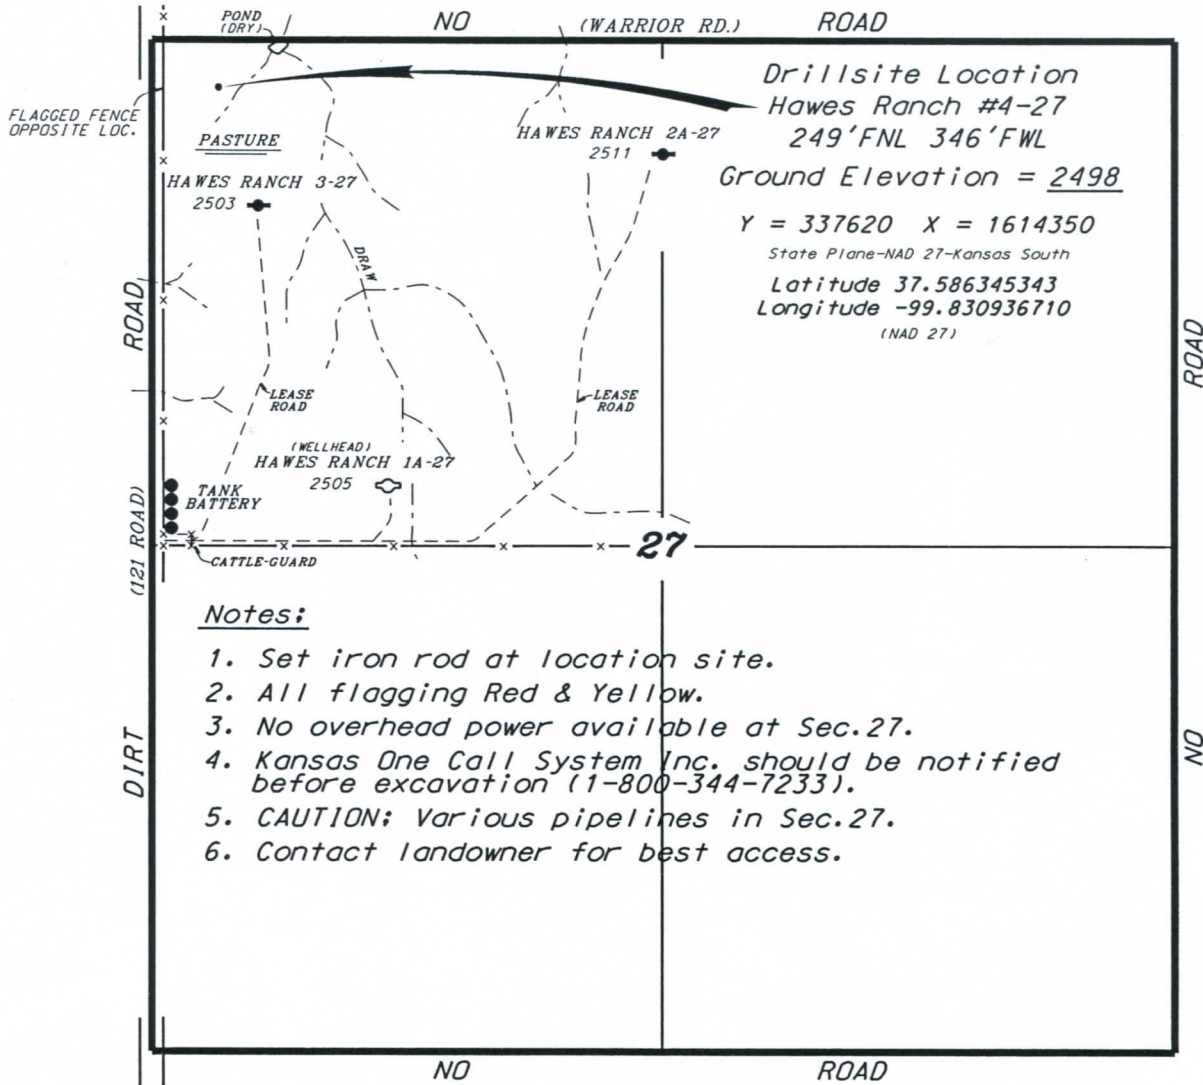 NO (WARRIOR RD.) ROAD
POND
(DRY)
FLAGGED FENCE
OPPOSITE LOC.
PASTURE
Drillsite Location
Hawes Ranch #4-27
249'FNL 346'FWL
Ground Elevation = 2498
Y = 337620 X = 1614350
State Plane-NAD 27-Kansas South
Latitude 37.586345343
Longitude -99.830936710
(NAD 27)
HAWES RANCH 2A-27
2511
HAWES RANCH 3-27
2503
DRAW
ROAD
ROAD
LEASE
ROAD
LEASE
ROAD
(WELLHEAD)
HAWES RANCH 1A-27
2505
TANK
BATTERY
(121 ROAD)
27
CATTLE-GUARD
Notes:
1. Set iron rod at location site.
2. All flagging Red & Yellow.
3. No overhead power available at Sec.27.
4. Kansas One Call System Inc. should be notified
before excavation (1-800-344-7233).
5. CAUTION: Various pipelines in Sec.27.
6. Contact landowner for best access.
DIRT
NO
NO ROAD